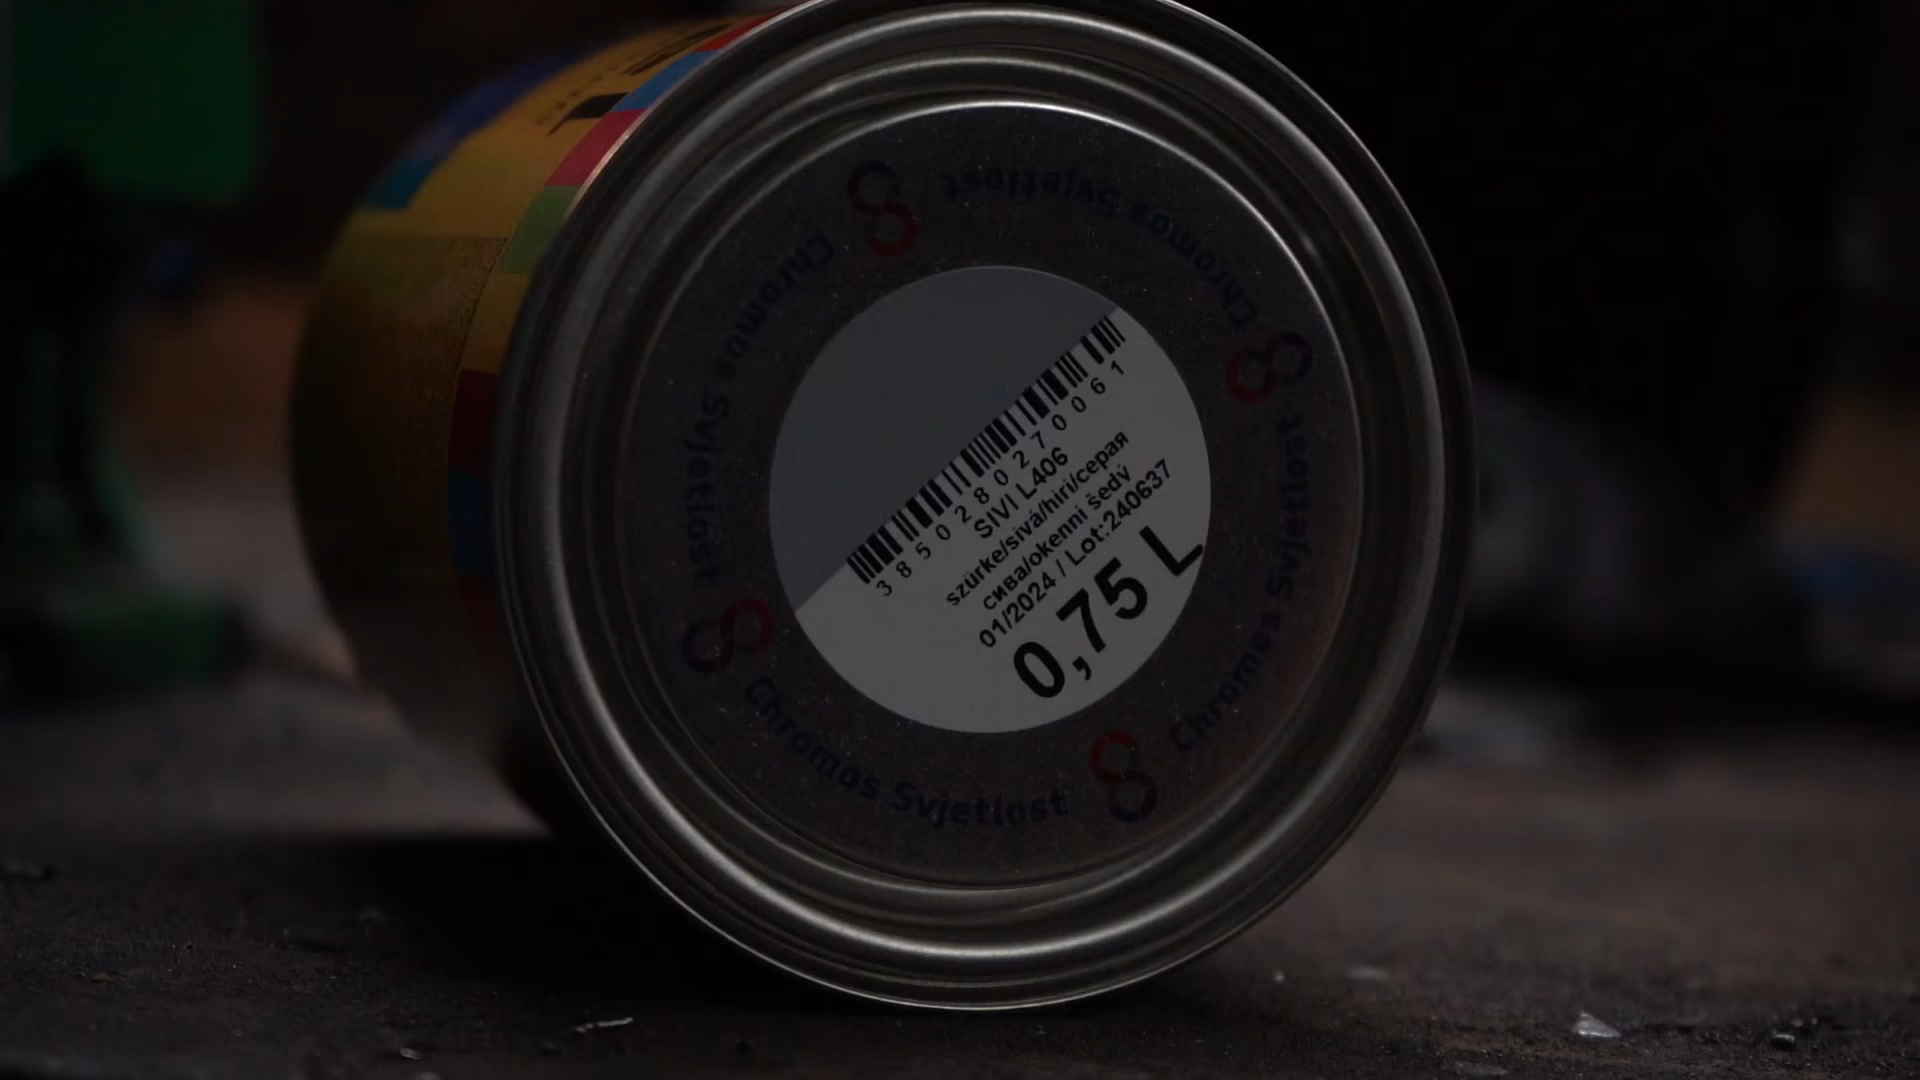 Chromos Svjetlost
Chromos Svjetlost
Chromos Svjetlost
Chromos Svjetlost
3850280270061
SIVI L406
szürke/sivá/hiri/серая
сива/okenní šedý
01/2024 / Lot:240637
0,75 L